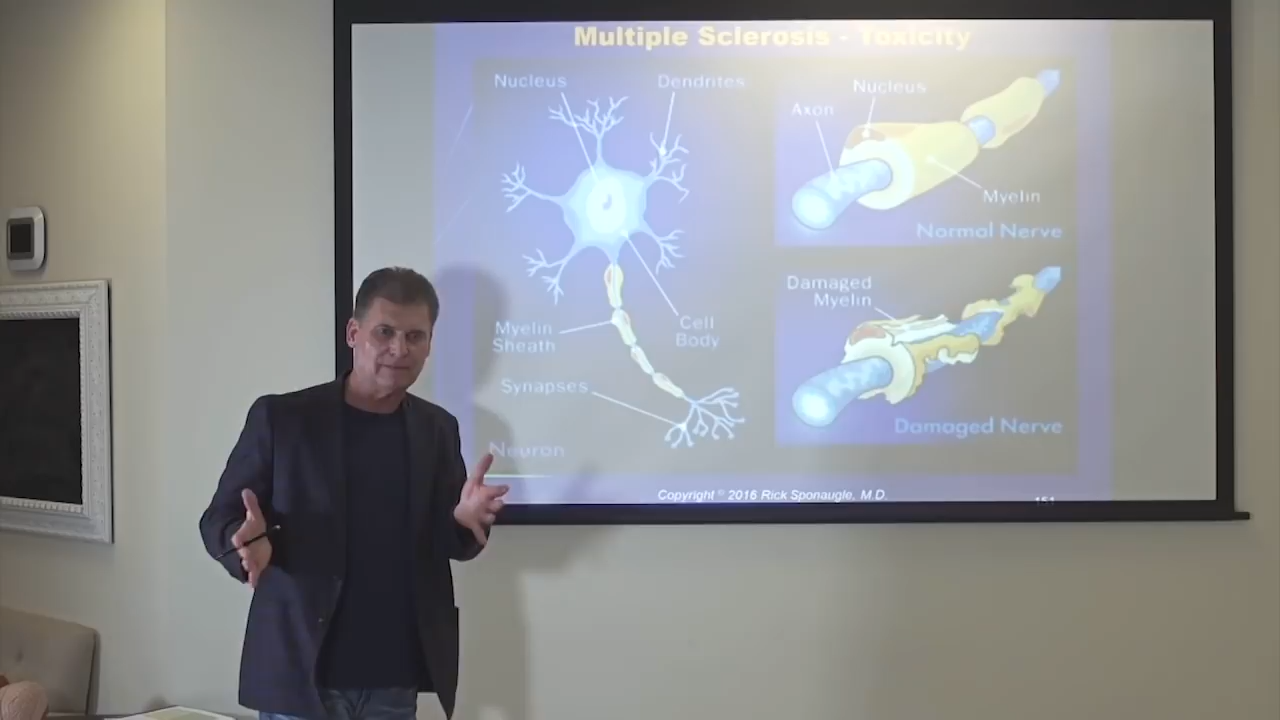 Multiple Sclerosis - Toxicity
Nucleus
Dendrites
Nucleus
Axon
Myelin
Normal Nerve
Damaged
Myelin
Myelin
Sheath
Cell
Body
Synapses
Damaged Nerve
Neuron
Copyright © 2016 Rick Sponaugle, M.D.
151